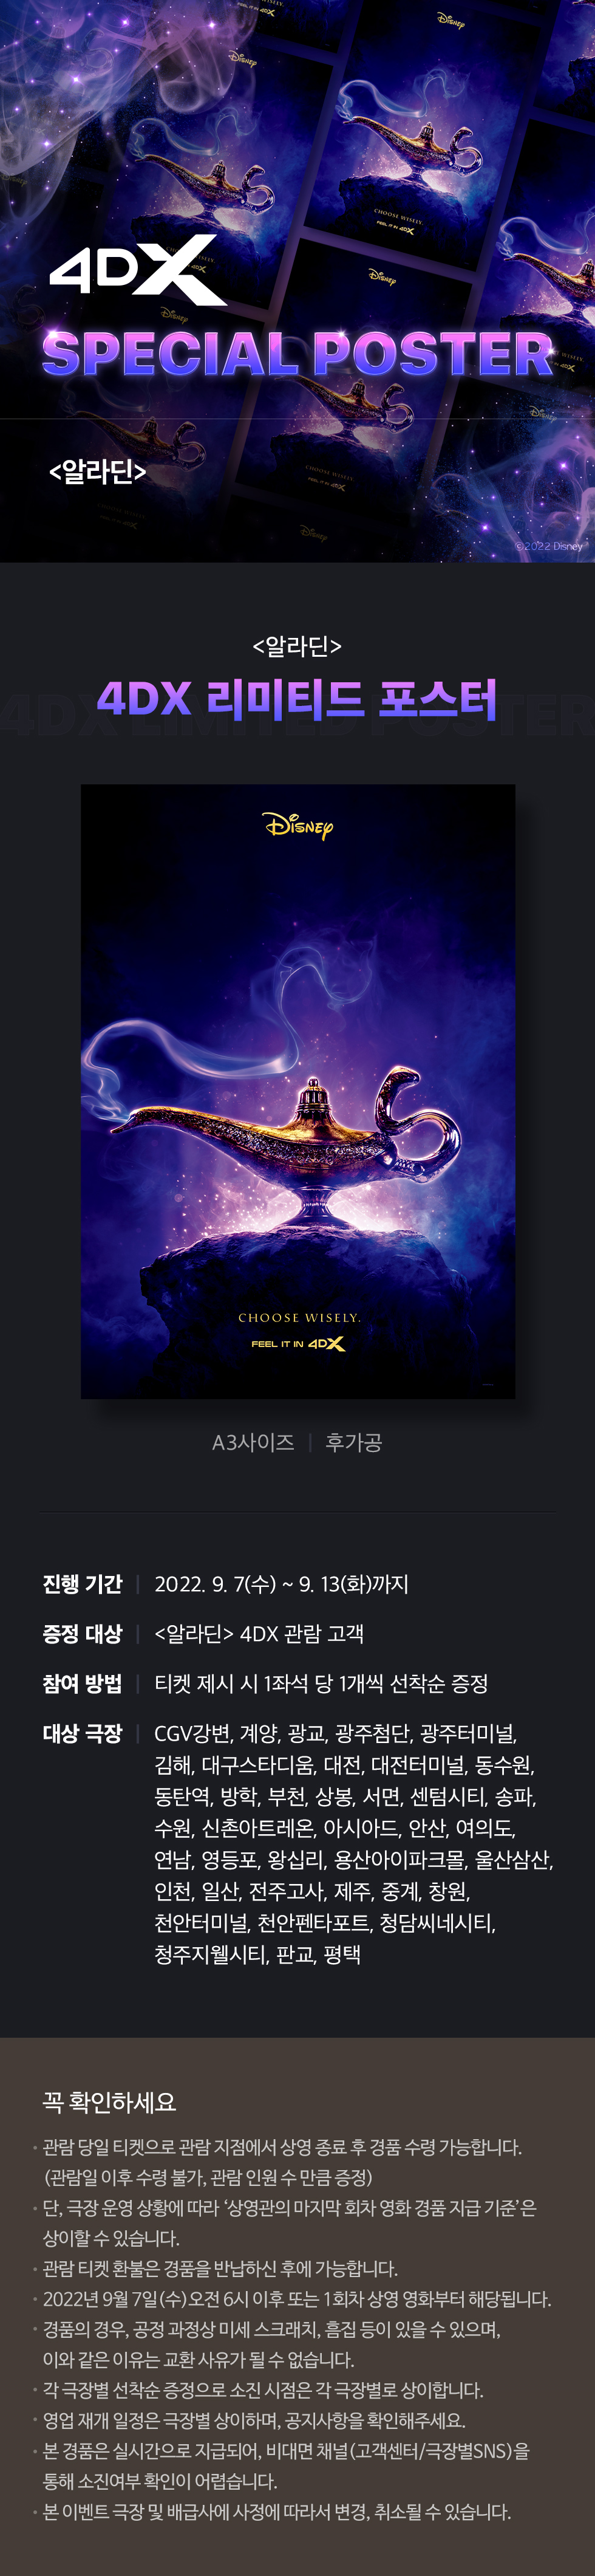 4DX
SPECIAL POSTER
<알라딘>
©2022 Disney
<알라딘>
4DX 리미티드 포스터
4DX LIMITED POSTER
Disney
CHOOSE WISELY.
FEEL IT IN 4DX
A3사이즈 | 후가공
진행 기간 | 2022. 9. 7(수) ~ 9. 13(화)까지
증정 대상 | <알라딘> 4DX 관람 고객
참여 방법 | 티켓 제시 시 1좌석 당 1개씩 선착순 증정
대상 극장 | CGV강변, 계양, 광교, 광주첨단, 광주터미널,
김해, 대구스타디움, 대전, 대전터미널, 동수원,
동탄역, 방학, 부천, 상봉, 서면, 센텀시티, 송파,
수원, 신촌아트레온, 아시아드, 안산, 여의도,
연남, 영등포, 왕십리, 용산아이파크몰, 울산삼산,
인천, 일산, 전주고사, 제주, 중계, 창원,
천안터미널, 천안펜타포트, 청담씨네시티,
청주지웰시티, 판교, 평택
꼭 확인하세요
• 관람 당일 티켓으로 관람 지점에서 상영 종료 후 경품 수령 가능합니다.
(관람일 이후 수령 불가, 관람 인원 수 만큼 증정)
• 단, 극장 운영 상황에 따라 ‘상영관의 마지막 회차 영화 경품 지급 기준’은
상이할 수 있습니다.
• 관람 티켓 환불은 경품을 반납하신 후에 가능합니다.
• 2022년 9월 7일(수)오전 6시 이후 또는 1회차 상영 영화부터 해당됩니다.
• 경품의 경우, 공정 과정상 미세 스크래치, 흠집 등이 있을 수 있으며,
이와 같은 이유는 교환 사유가 될 수 없습니다.
• 각 극장별 선착순 증정으로 소진 시점은 각 극장별로 상이합니다.
• 영업 재개 일정은 극장별 상이하며, 공지사항을 확인해주세요.
• 본 경품은 실시간으로 지급되어, 비대면 채널(고객센터/극장별SNS)을
통해 소진여부 확인이 어렵습니다.
• 본 이벤트 극장 및 배급사에 사정에 따라서 변경, 취소될 수 있습니다.